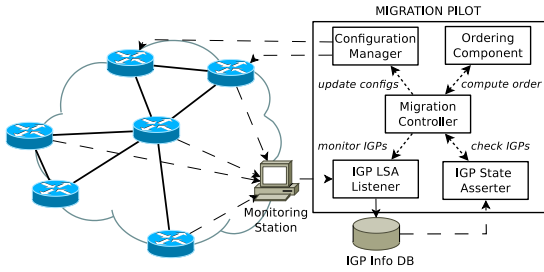 MIGRATION PILOT
Configuration
Manager
Ordering
Component
update configs
compute order
Migration
Controller
monitor IGPs
check IGPs
IGP LSA
Listener
IGP State
Asserter
Monitoring
Station
IGP Info DB